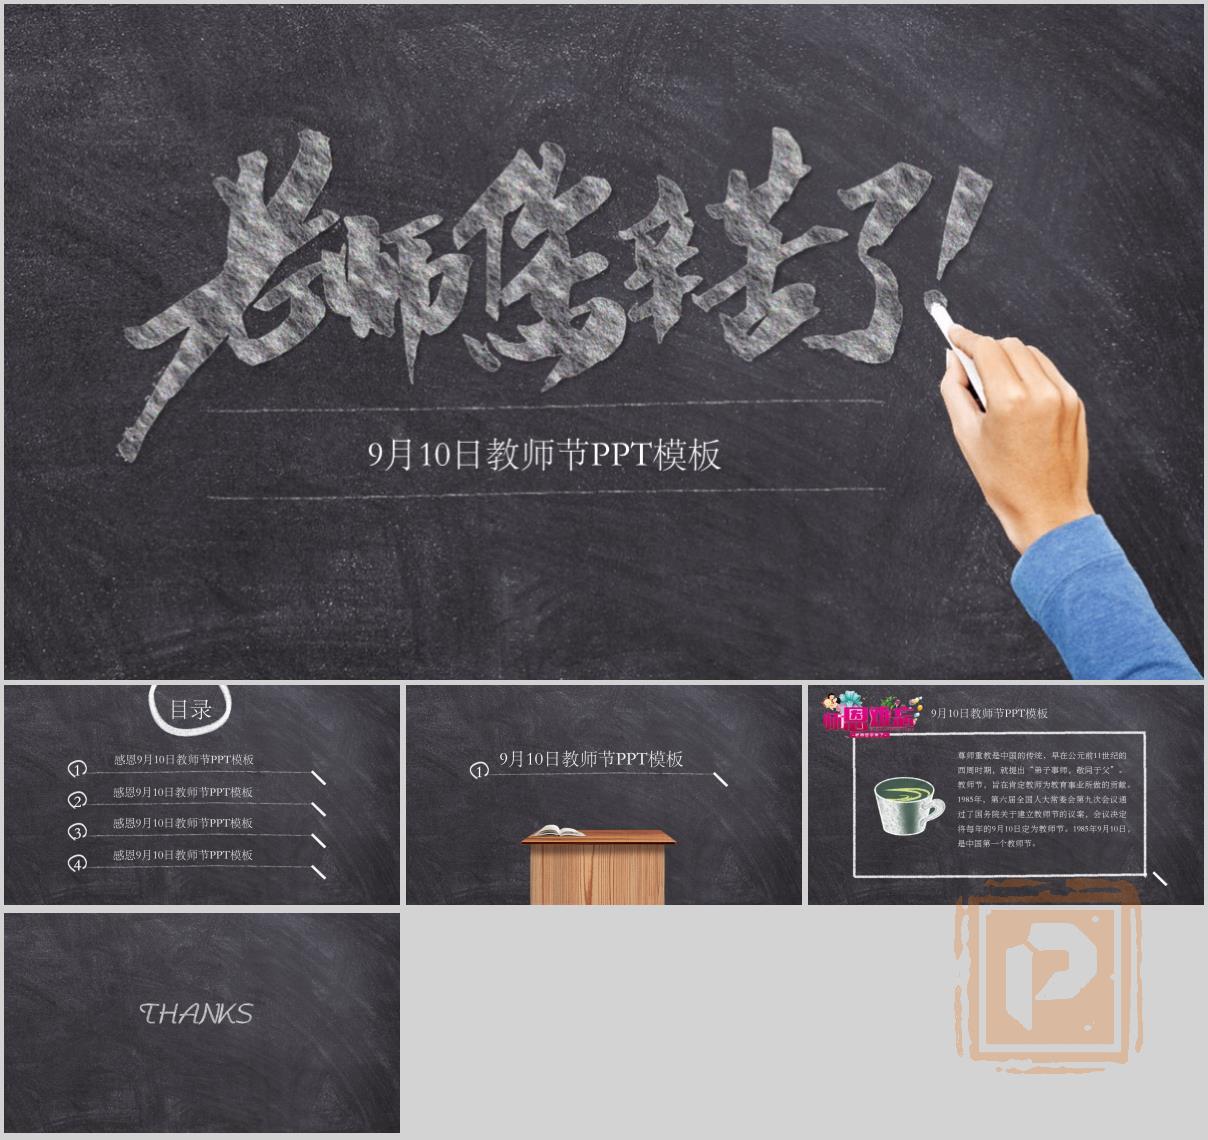 老师您辛苦了!
9月10日教师节PPT模板
目录
1 感恩9月10日教师节PPT模板
2 感恩9月10日教师节PPT模板
3 感恩9月10日教师节PPT模板
4 感恩9月10日教师节PPT模板
1 9月10日教师节PPT模板
师恩难忘
9月10日教师节PPT模板
尊师重教是中国的传统，早在公元前11世纪的
西周时期，就提出“弟子事师，敬同于父”。
教师节，旨在肯定教师为教育事业所做的贡献。
1985年，第六届全国人大常委会第九次会议通
过了国务院关于建立教师节的议案，会议决定
将每年的9月10日定为教师节。1985年9月10日，
是中国第一个教师节。
THANKS
P